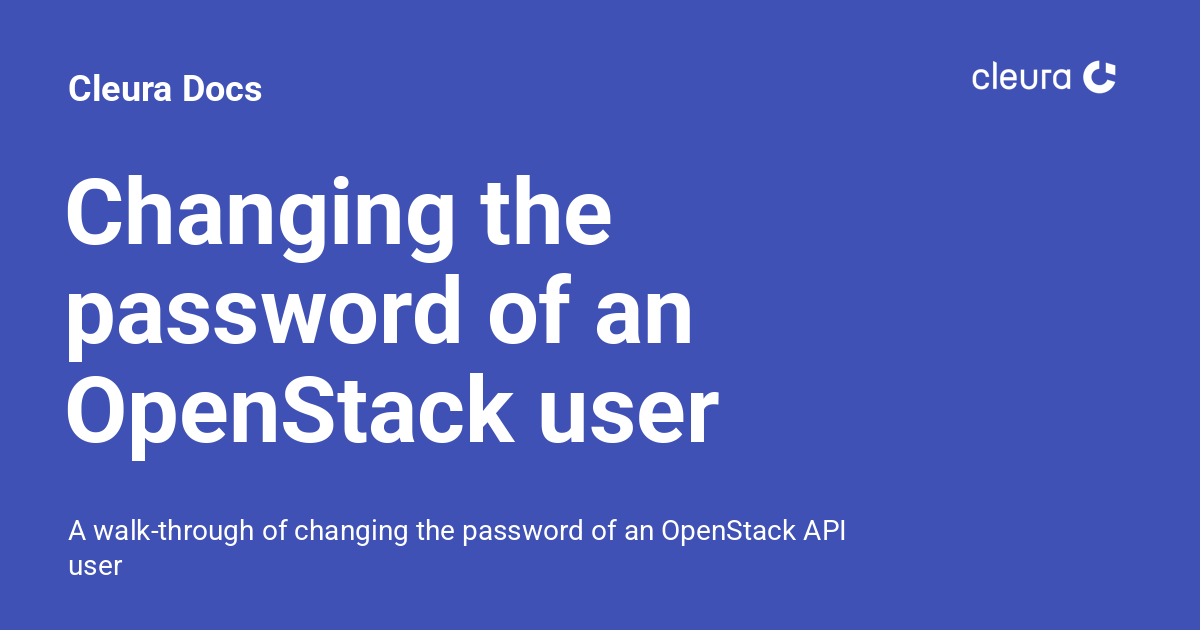 Cleura Docs
cleura
Changing the
password of an
OpenStack user
A walk-through of changing the password of an OpenStack API
user